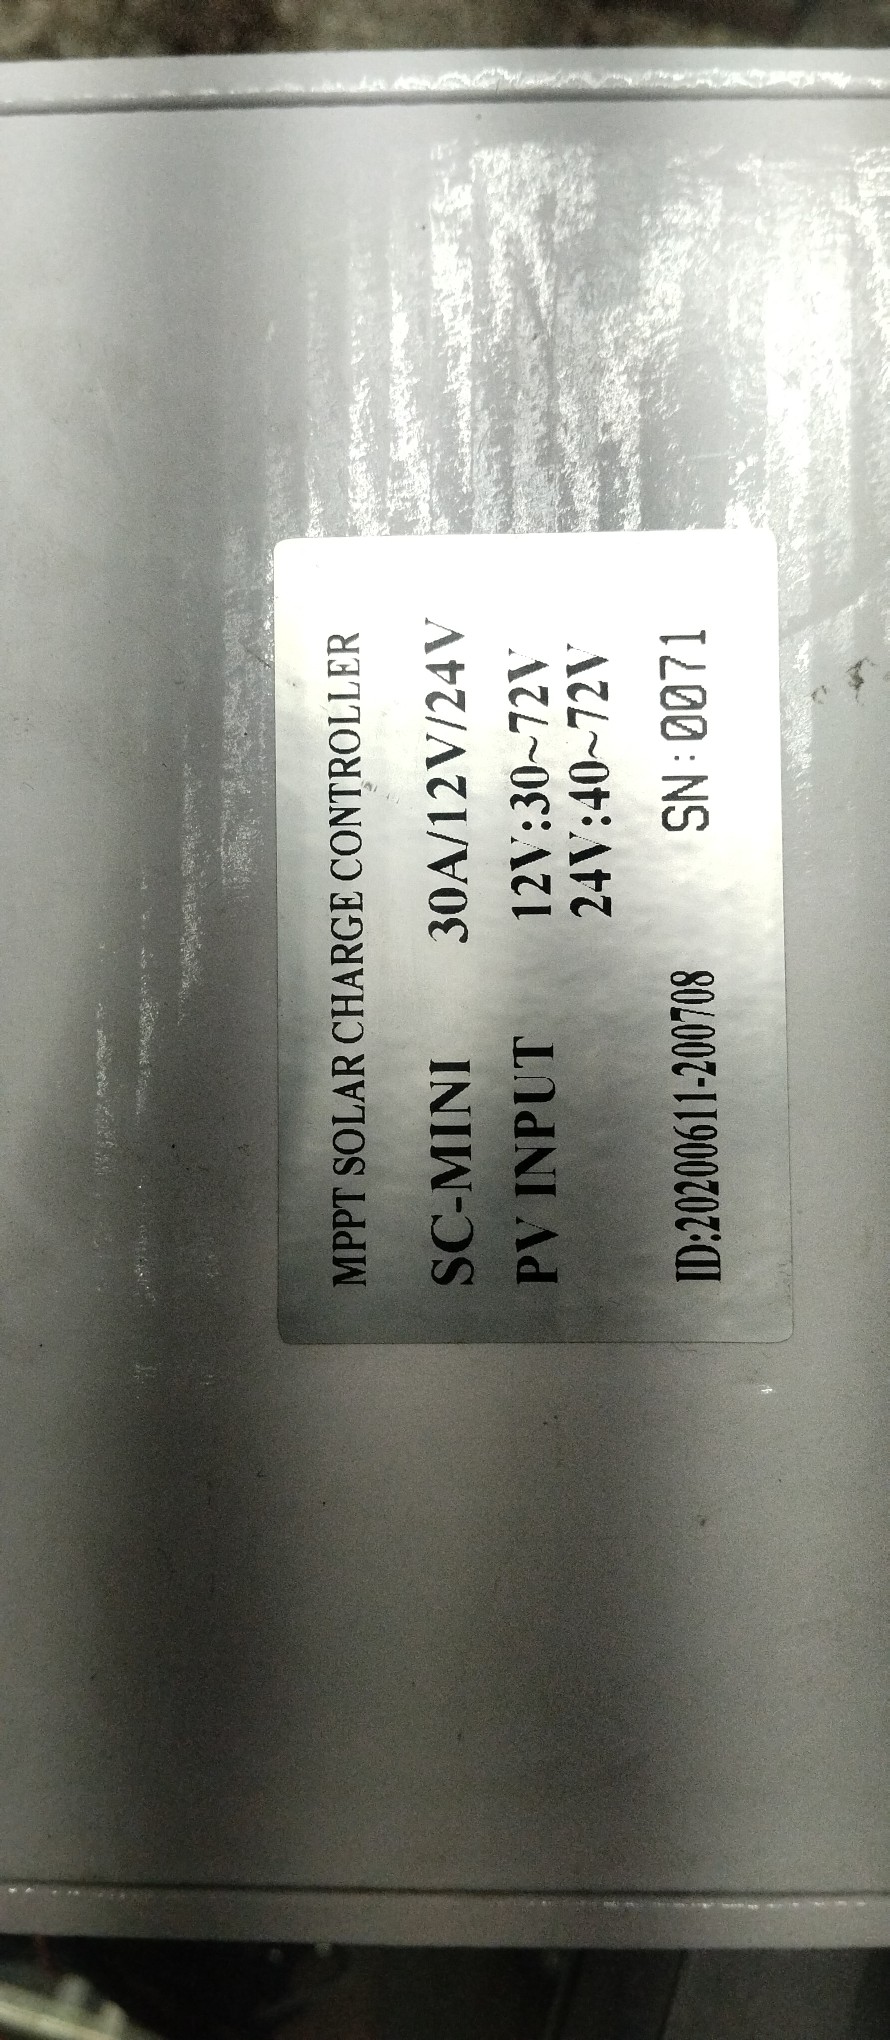 MPPT SOLAR CHARGE CONTROLLER
SC-MINI 30A/12V/24V
PV INPUT 12V:30~72V
24V:40~72V
ID:20200611-200708 SN:0071